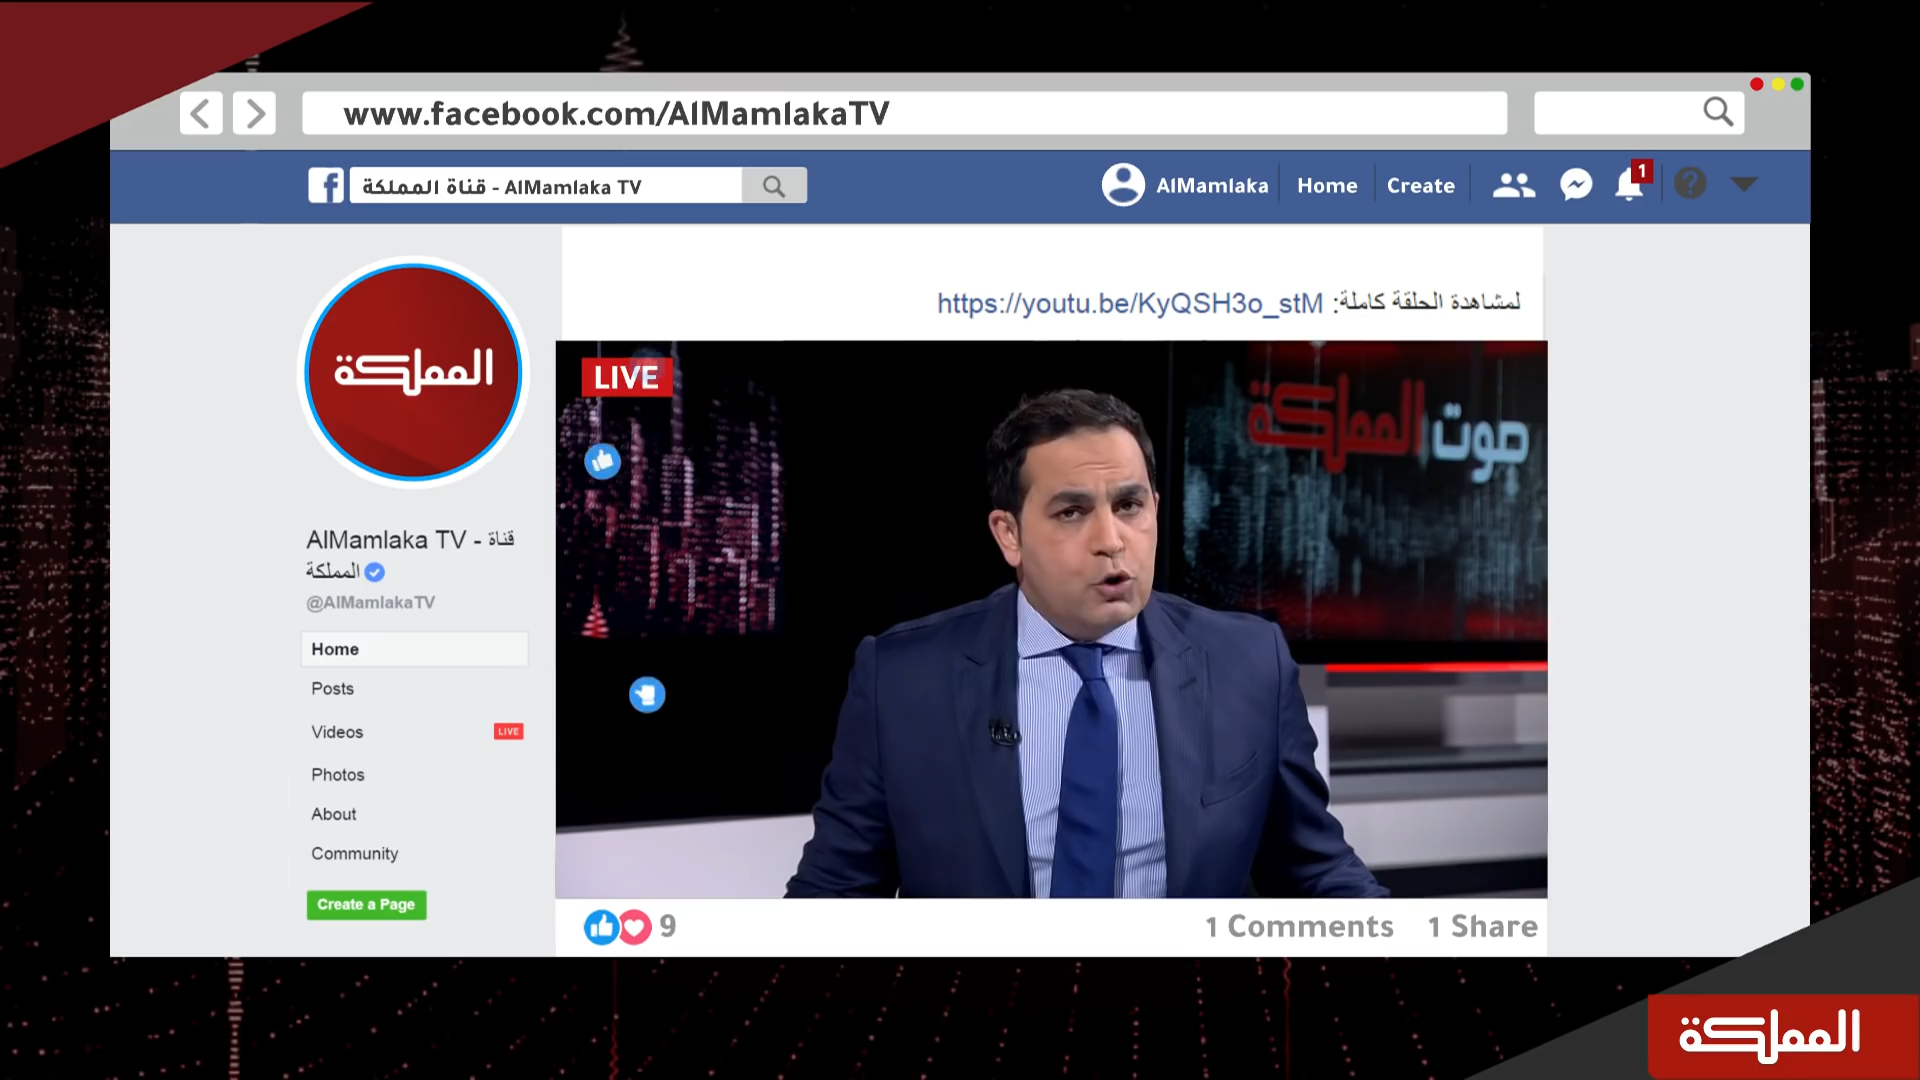 www.facebook.com/AlMamlakaTV
قناة المملكة - AlMamlaka TV
AlMamlaka
Home
Create
1
المملكة
AlMamlaka TV - قناة
المملكة
@AlMamlakaTV
Home
Posts
Videos
LIVE
Photos
About
Community
Create a Page
لمشاهدة الحلقة كاملة: https://youtu.be/KyQSH3o_stM
LIVE
صوت المملكة
9
1 Comments
1 Share
المملكة